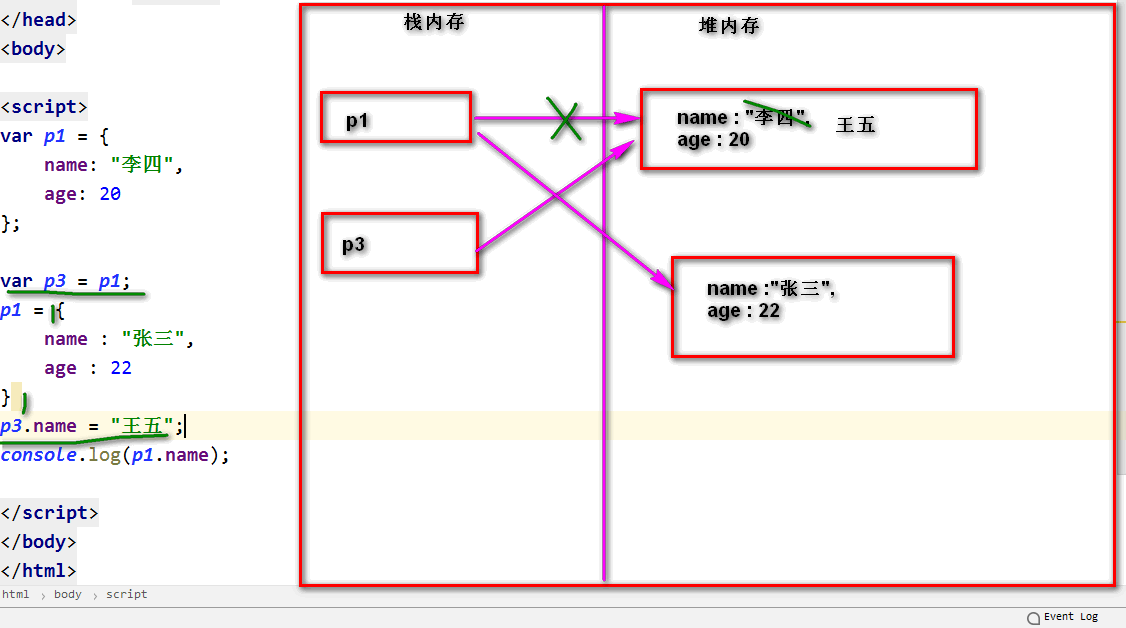 </head>
<body>
<script>
var p1 = {
name: "李四",
age: 20
};
var p3 = p1;
p1 = {
name : "张三",
age : 22
}
p3.name = "王五";
console.log(p1.name);
</script>
</body>
</html>
栈内存
堆内存
p1
name : "李四",
age : 20
王五
p3
name :"张三",
age : 22
html › body › script
Event Log